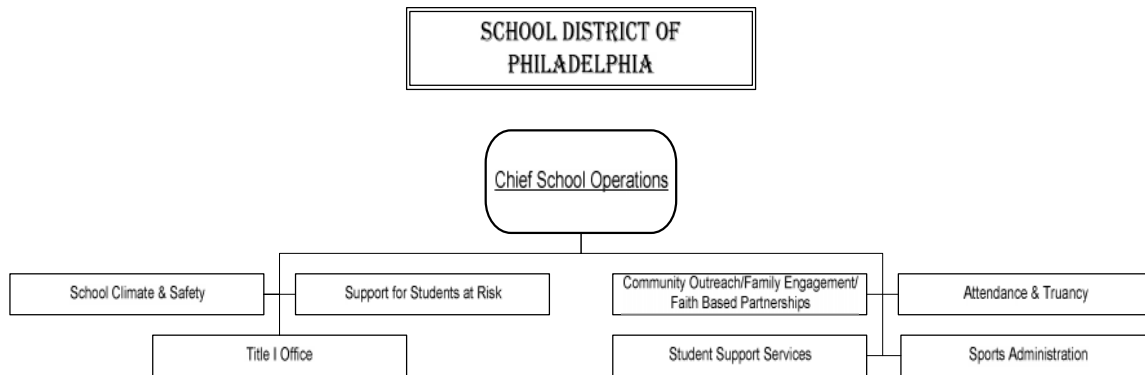 SCHOOL DISTRICT OF
PHILADELPHIA
Chief School Operations
School Climate & Safety
Support for Students at Risk
Community Outreach/Family Engagement/
Faith Based Partnerships
Attendance & Truancy
Title I Office
Student Support Services
Sports Administration